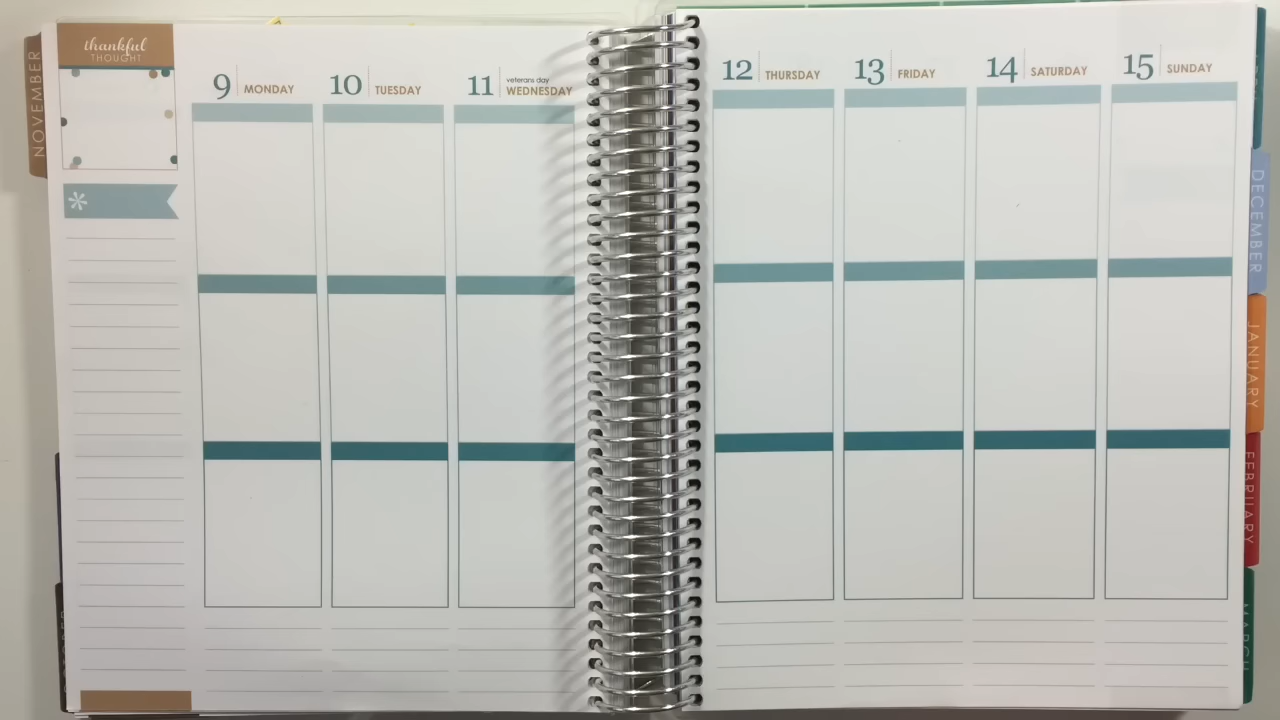 thankful
THOUGHT
NOVEMBER
9 MONDAY
10 TUESDAY
veterans day
11 WEDNESDAY
12 THURSDAY
13 FRIDAY
14 SATURDAY
15 SUNDAY
DECEMBER
JANUARY
FEBRUARY
MARCH